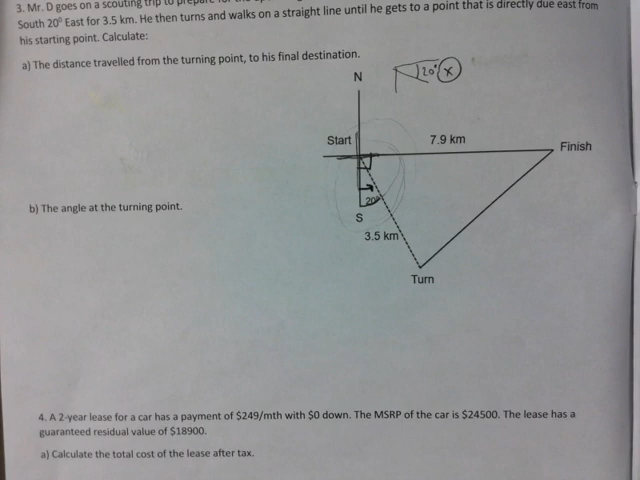 3. Mr. D goes on a scouting trip to prepare for the
South 20° East for 3.5 km. He then turns and walks on a straight line until he gets to a point that is directly due east from
his starting point. Calculate:
a) The distance travelled from the turning point, to his final destination.
N
20° x
Start
7.9 km
Finish
b) The angle at the turning point.
20°
S
3.5 km
Turn
4. A 2-year lease for a car has a payment of $249/mth with $0 down. The MSRP of the car is $24500. The lease has a
guaranteed residual value of $18900.
a) Calculate the total cost of the lease after tax.